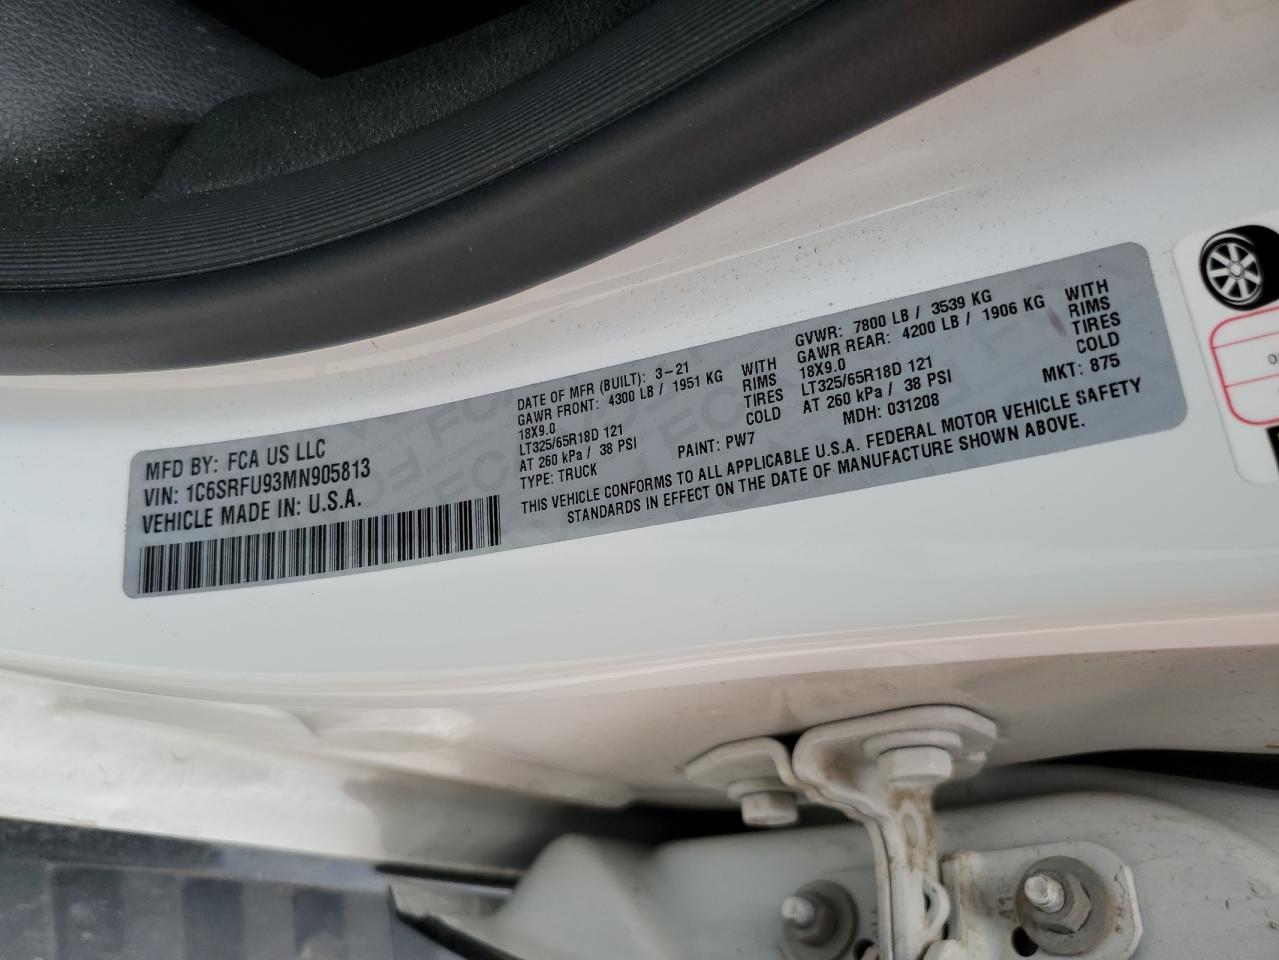 MFD BY: FCA US LLC
VIN: 1C6SRFU93MN905813
VEHICLE MADE IN: U.S.A.
DATE OF MFR (BUILT): 3-21
GAWR FRONT: 4300 LB / 1951 KG WITH
18X9.0 RIMS
LT325/65R18D 121 TIRES
AT 260 kPa / 38 PSI COLD
TYPE: TRUCK PAINT: PW7
GVWR: 7800 LB / 3539 KG
GAWR REAR: 4200 LB / 1906 KG WITH
18X9.0 RIMS
LT325/65R18D 121 TIRES
AT 260 kPa / 38 PSI COLD
MDH: 031208 MKT: 875
THIS VEHICLE CONFORMS TO ALL APPLICABLE U.S.A. FEDERAL MOTOR VEHICLE SAFETY
STANDARDS IN EFFECT ON THE DATE OF MANUFACTURE SHOWN ABOVE.